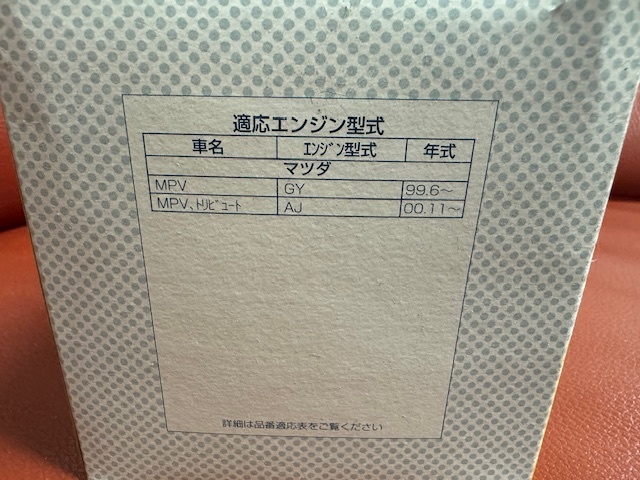 適応エンジン型式
車名 ｴﾝｼﾞﾝ型式 年式
マツダ
MPV GY 99.6～
MPV、ﾄﾘﾋﾞｭｰﾄ AJ 00.11～
詳細は品番適応表をご覧ください